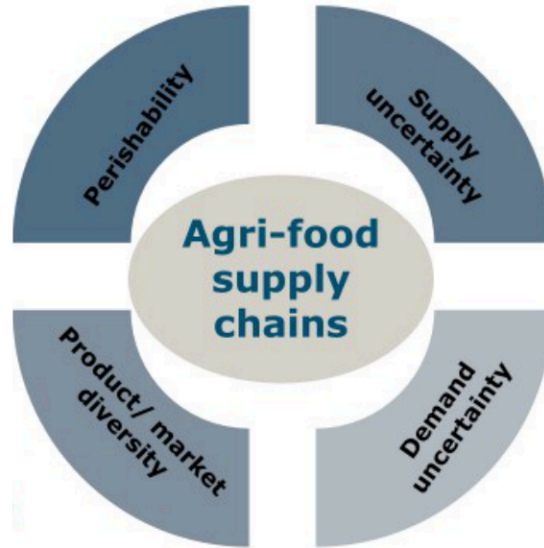 Perishability
Supply
uncertainty
Agri-food
supply
chains
Product/ market
diversity
Demand
uncertainty